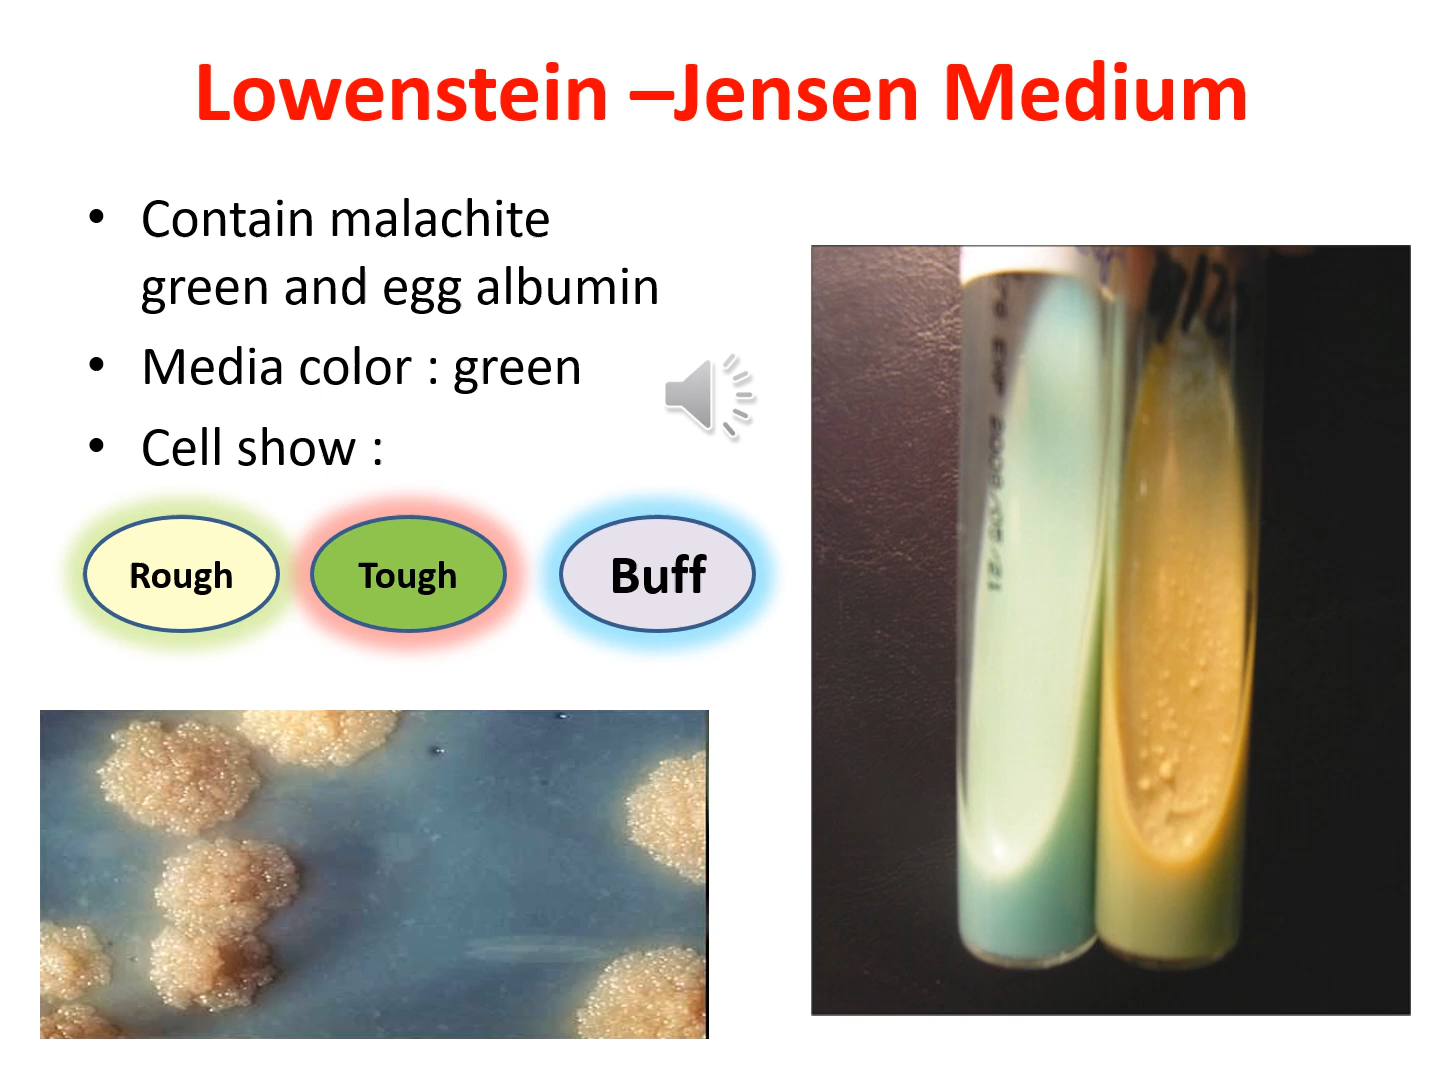 Lowenstein –Jensen Medium
• Contain malachite
green and egg albumin
• Media color : green
• Cell show :
Rough
Tough
Buff